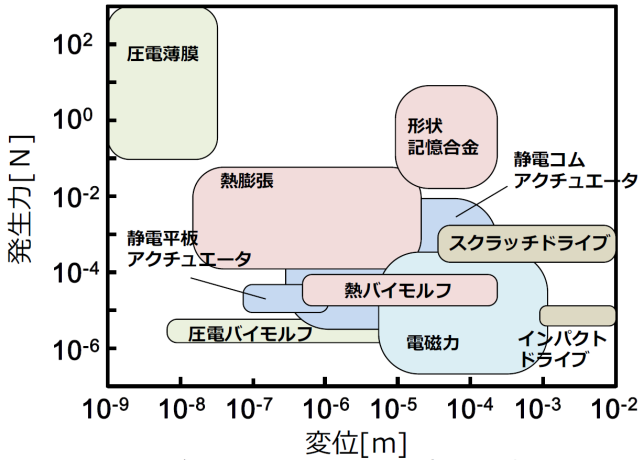 発生力[N]
10²
10⁰
10⁻²
10⁻⁴
10⁻⁶
圧電薄膜
形状
記憶合金
静電コム
アクチュエータ
熱膨張
静電平板
アクチュエータ
スクラッチドライブ
熱バイモルフ
圧電バイモルフ
電磁力
インパクト
ドライブ
10⁻⁹ 10⁻⁸ 10⁻⁷ 10⁻⁶ 10⁻⁵ 10⁻⁴ 10⁻³ 10⁻²
変位[m]